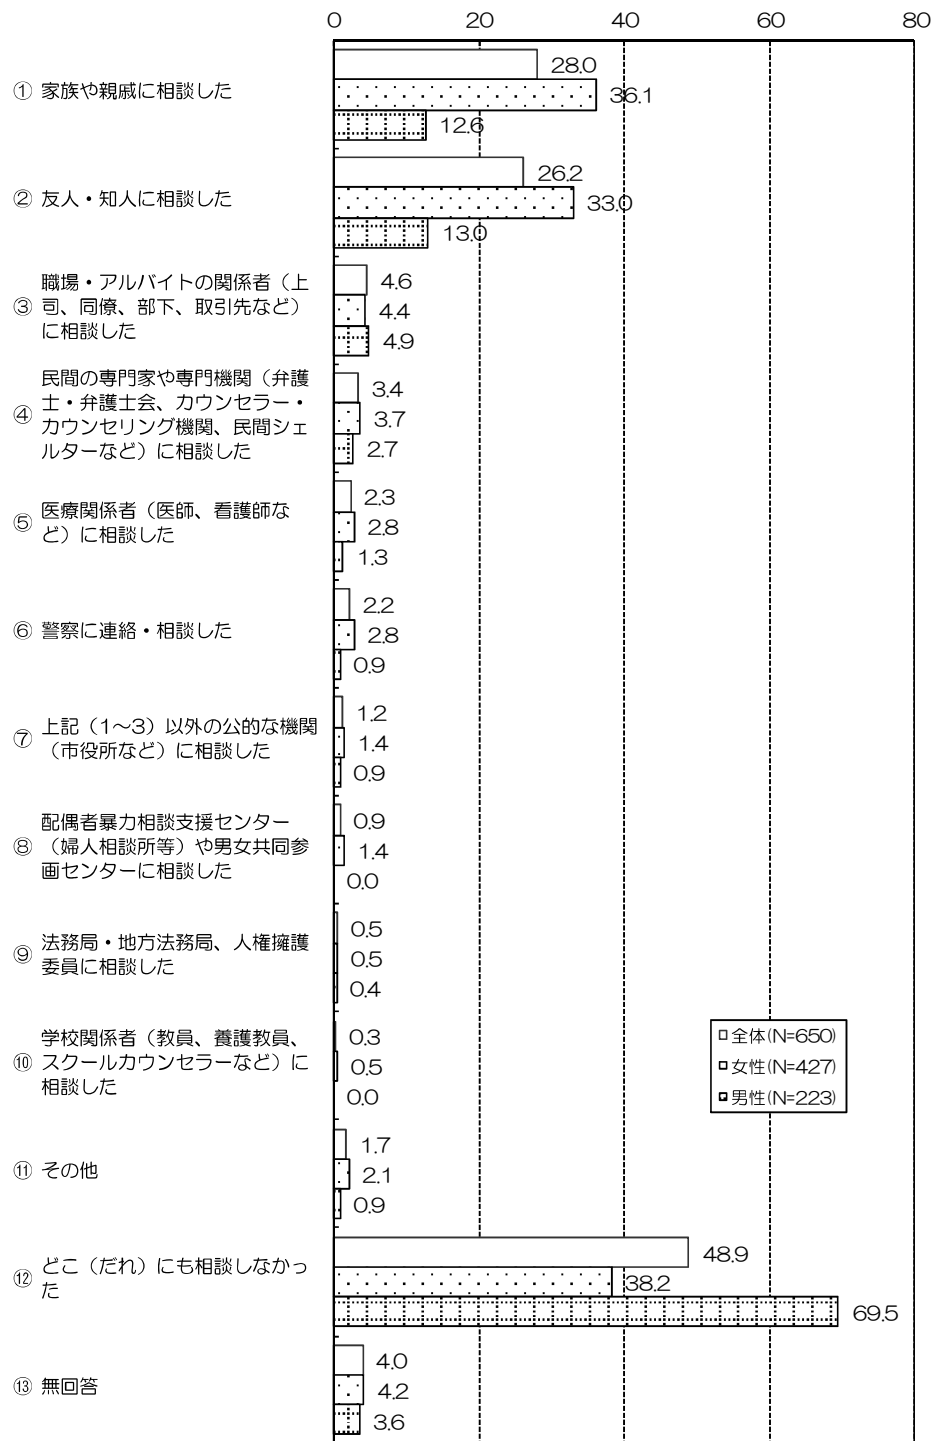 0 20 40 60 80
① 家族や親戚に相談した
28.0
36.1
12.6
② 友人・知人に相談した
26.2
33.0
13.0
職場・アルバイトの関係者（上
③ 司、同僚、部下、取引先など）
に相談した
4.6
4.4
4.9
民間の専門家や専門機関（弁護
④ 士・弁護士会、カウンセラー・
カウンセリング機関、民間シェ
ルターなど）に相談した
3.4
3.7
2.7
⑤ 医療関係者（医師、看護師な
ど）に相談した
2.3
2.8
1.3
⑥ 警察に連絡・相談した
2.2
2.8
0.9
⑦ 上記（1～3）以外の公的な機関
（市役所など）に相談した
1.2
1.4
0.9
配偶者暴力相談支援センター
⑧ （婦人相談所等）や男女共同参
画センターに相談した
0.9
1.4
0.0
⑨ 法務局・地方法務局、人権擁護
委員に相談した
0.5
0.5
0.4
学校関係者（教員、養護教員、
⑩ スクールカウンセラーなど）に
相談した
0.3
0.5
0.0
全体(N=650)
女性(N=427)
男性(N=223)
⑪ その他
1.7
2.1
0.9
⑫ どこ（だれ）にも相談しなかっ
た
48.9
38.2
69.5
⑬ 無回答
4.0
4.2
3.6